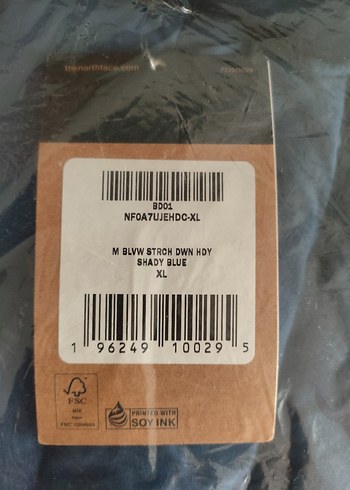 thenorthface.com
BD01
NF0A7UJEHDC-XL
M BLVW STRCH DWN HDY
SHADY BLUE
XL
1 96249 10029 5
FSC
MIX
Paper
PRINTED WITH
SOY INK